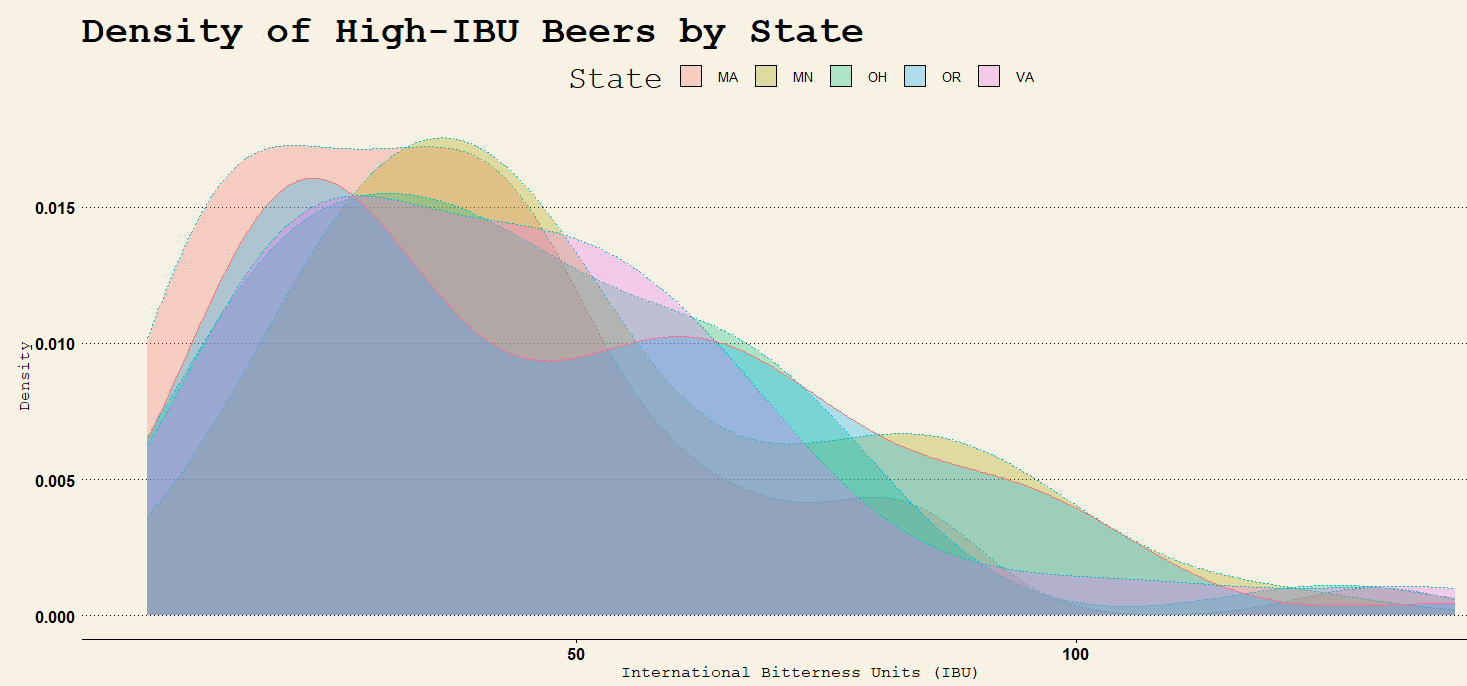 Density of High-IBU Beers by State
State MA MN OH OR VA
0.015
0.010
Density
0.005
0.000
50 100
International Bitterness Units (IBU)